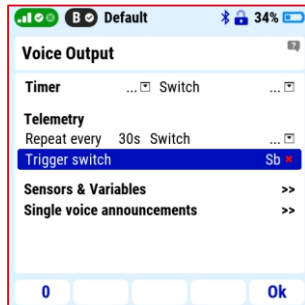 B Default 34%
Voice Output
Timer ... Switch ...
Telemetry
Repeat every 30s Switch ...
Trigger switch Sb ×
Sensors & Variables >>
Single voice announcements >>
0 Ok